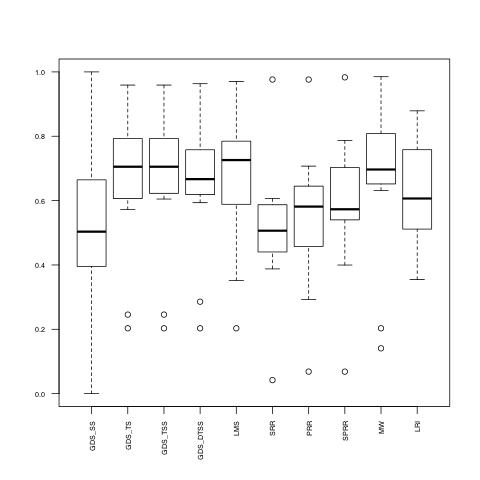 1.0
0.8
0.6
0.4
0.2
0.0
GDS_SS
GDS_TS
GDS_TSS
GDS_DTSS
LMS
SRR
PRR
SPRR
MW
LRI